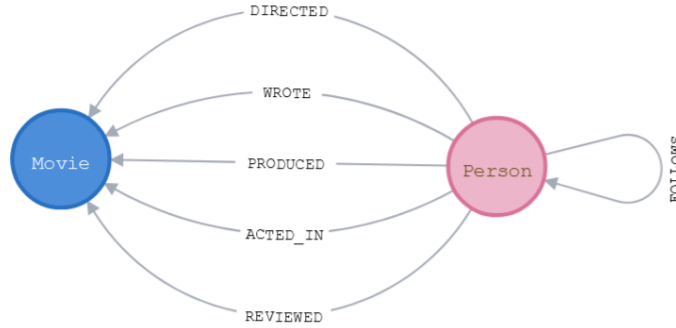 DIRECTED
WROTE
Movie
PRODUCED
Person
FOLLOWS
ACTED_IN
REVIEWED